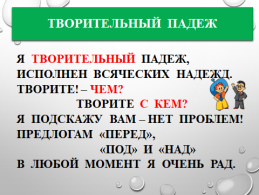 ТВОРИТЕЛЬНЫЙ ПАДЕЖ
Я ТВОРИТЕЛЬНЫЙ ПАДЕЖ,
ИСПОЛНЕН ВСЯЧЕСКИХ НАДЕЖД.
ТВОРИТЕ! – ЧЕМ?
ТВОРИТЕ С КЕМ?
Я ПОДСКАЖУ ВАМ – НЕТ ПРОБЛЕМ!
ПРЕДЛОГАМ «ПЕРЕД»,
«ПОД» И «НАД»
В ЛЮБОЙ МОМЕНТ Я ОЧЕНЬ РАД.